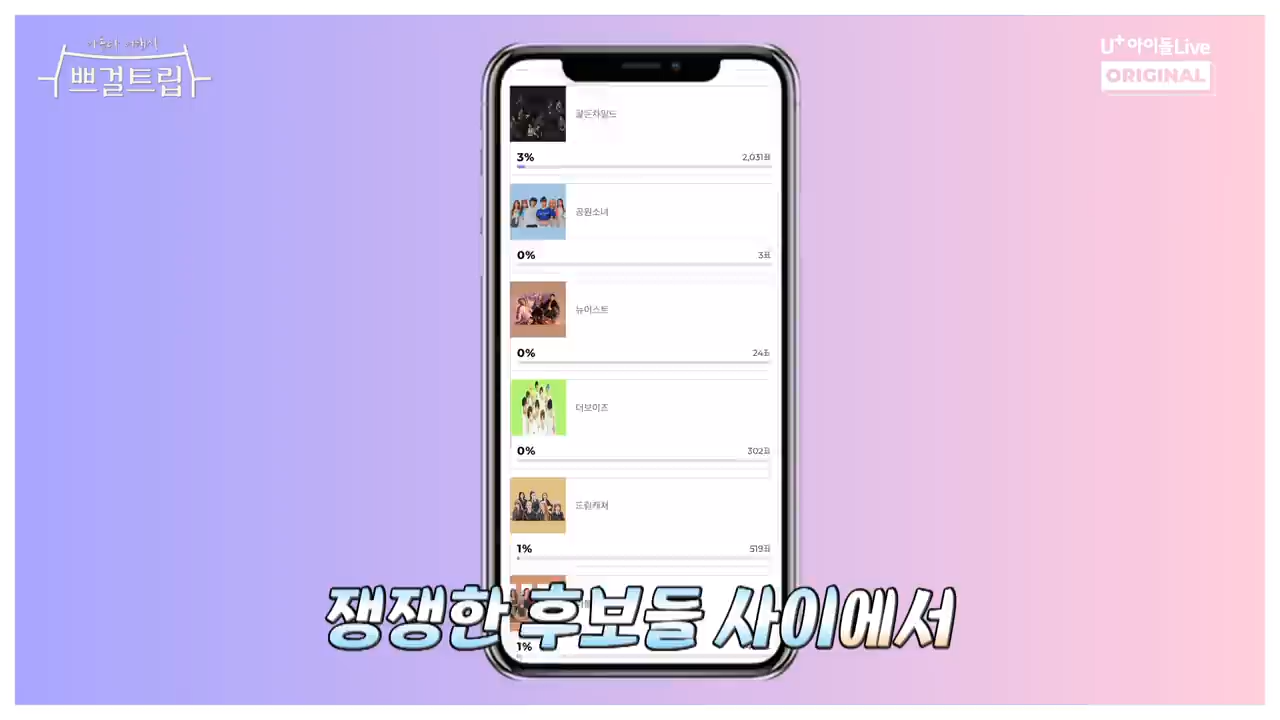 쁘걸트립
U+아이돌Live
ORIGINAL
골든차일드
3%
2,031표
공원소녀
0%
3표
뉴이스트
0%
24표
더보이즈
0%
302표
드림캐쳐
1%
519표
쟁쟁한 후보들 사이에서
1%